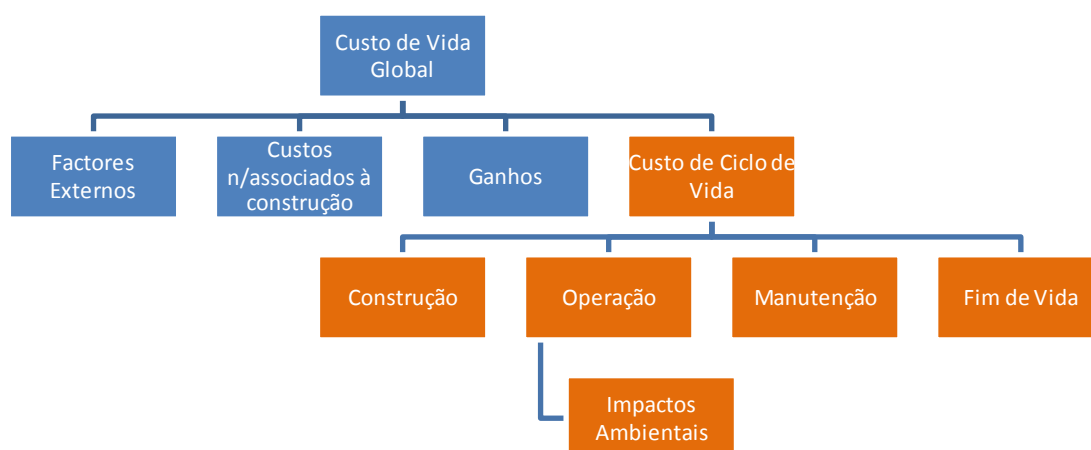 Custo de Vida
Global
Factores
Externos
Custos
n/associados à
construção
Ganhos
Custo de Ciclo de
Vida
Construção
Operação
Manutenção
Fim de Vida
Impactos
Ambientais